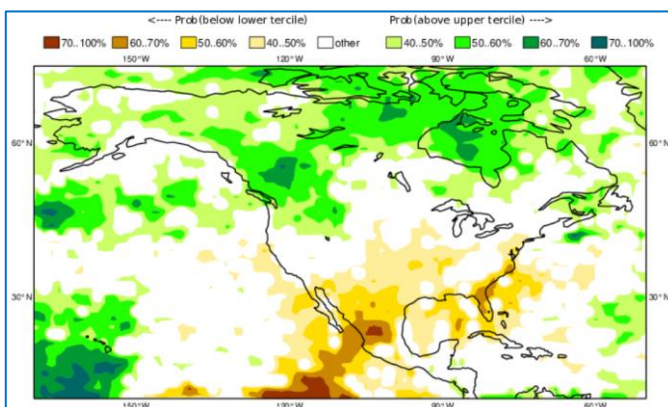 <---- Prob(below lower tercile) Prob(above upper tercile) ---->
70..100% 60..70% 50..60% 40..50% other 40..50% 50..60% 60..70% 70..100%
150°W 120°W 90°W 60°W
60°N 60°N
30°N 30°N
150°W 120°W 90°W 60°W